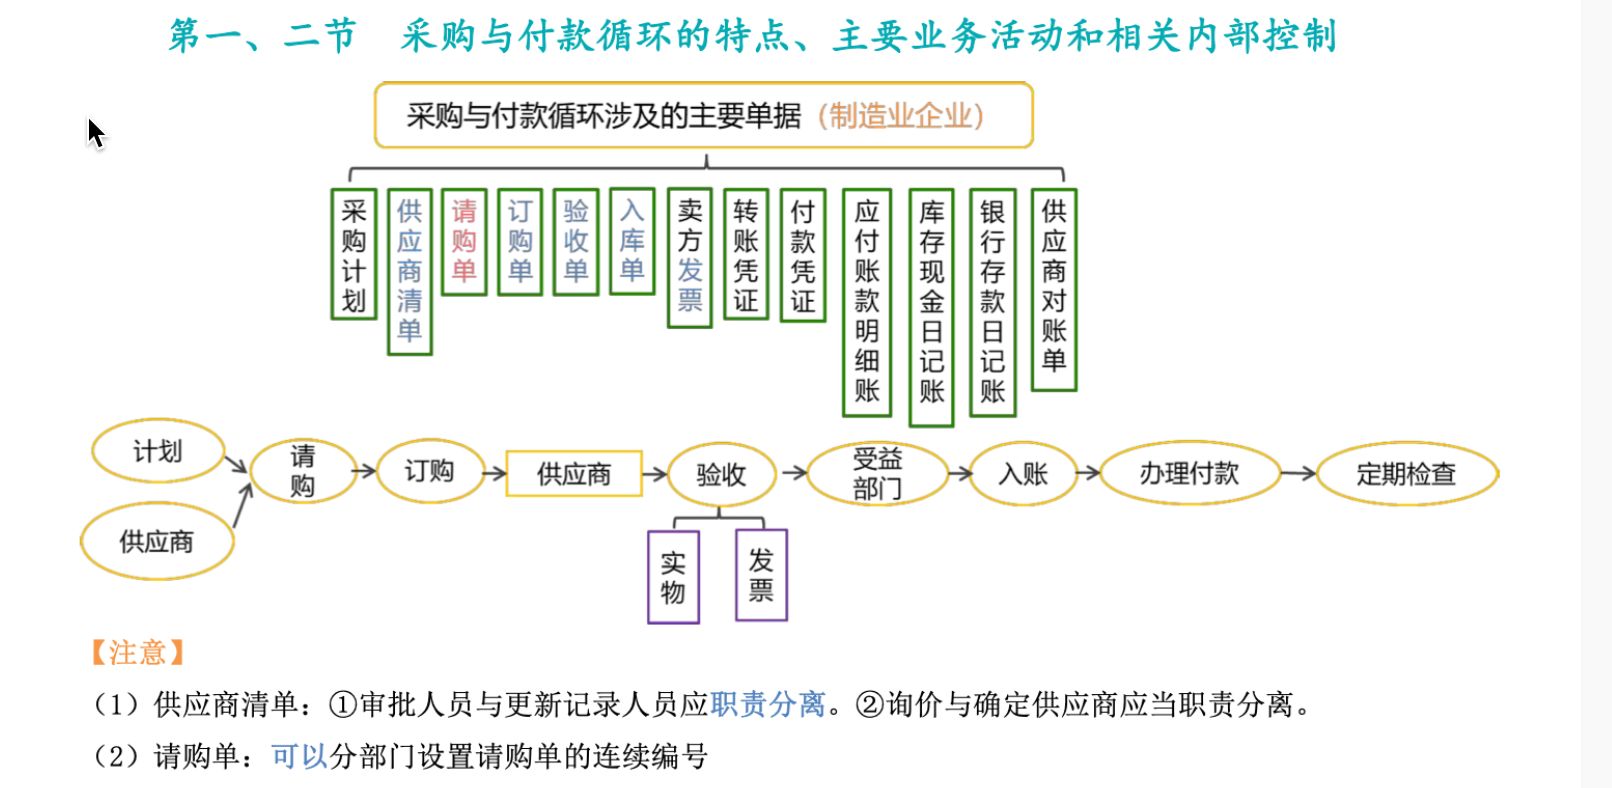 第一、二节 采购与付款循环的特点、主要业务活动和相关内部控制
采购与付款循环涉及的主要单据（制造业企业）
采购计划
供应商清单
请购单
订购单
验收单
入库单
卖方发票
转账凭证
付款凭证
应付账款明细账
库存现金日记账
银行存款日记账
供应商对账单
计划
供应商
请购
订购
供应商
验收
受益部门
入账
办理付款
定期检查
实物
发票
【注意】
（1）供应商清单：①审批人员与更新记录人员应职责分离。②询价与确定供应商应当职责分离。
（2）请购单：可以分部门设置请购单的连续编号